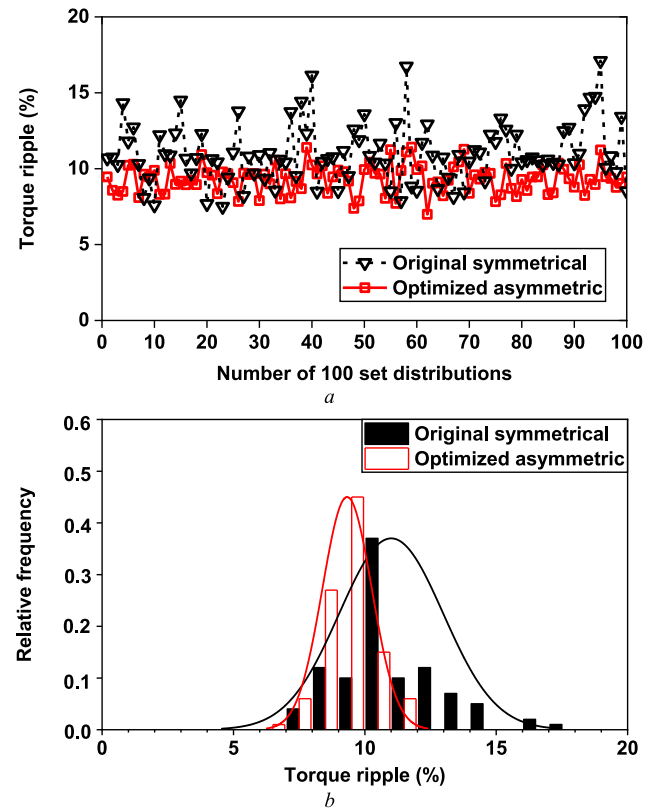 20
15
10
5
0
Torque ripple (%)
Original symmetrical
Optimized asymmetric
0 10 20 30 40 50 60 70 80 90 100
Number of 100 set distributions
a
0.6
0.5
0.4
0.3
0.2
0.1
0.0
Relative frequency
Original symmetrical
Optimized asymmetric
0 5 10 15 20
Torque ripple (%)
b